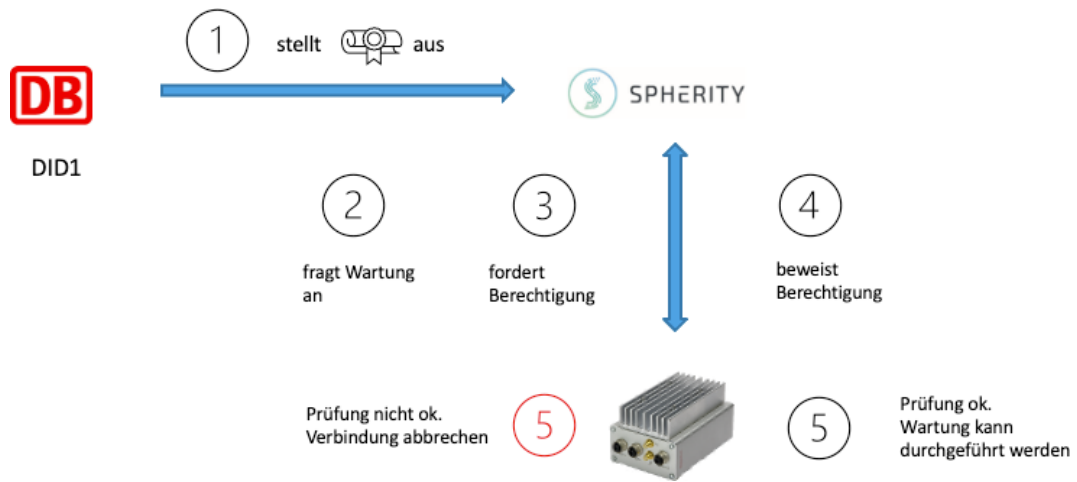 1 stellt aus
DB
SPHERITY
DID1
2
3
4
fragt Wartung
an
fordert
Berechtigung
beweist
Berechtigung
Prüfung nicht ok.
Verbindung abbrechen
5
5
Prüfung ok.
Wartung kann
durchgeführt werden